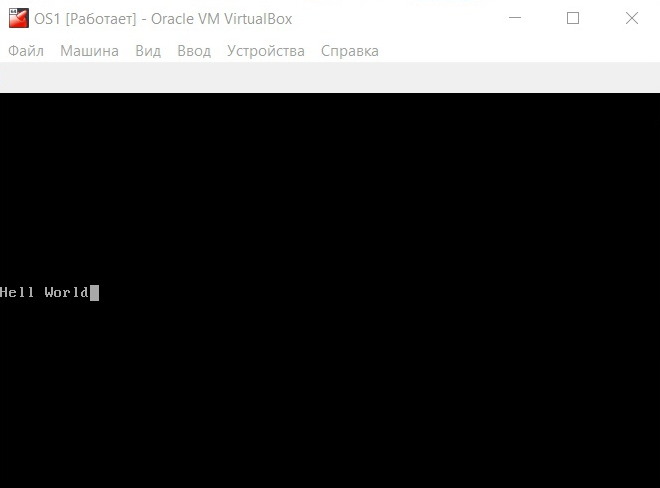 OS1 [Работает] - Oracle VM VirtualBox
Файл Машина Вид Ввод Устройства Справка
Hell World